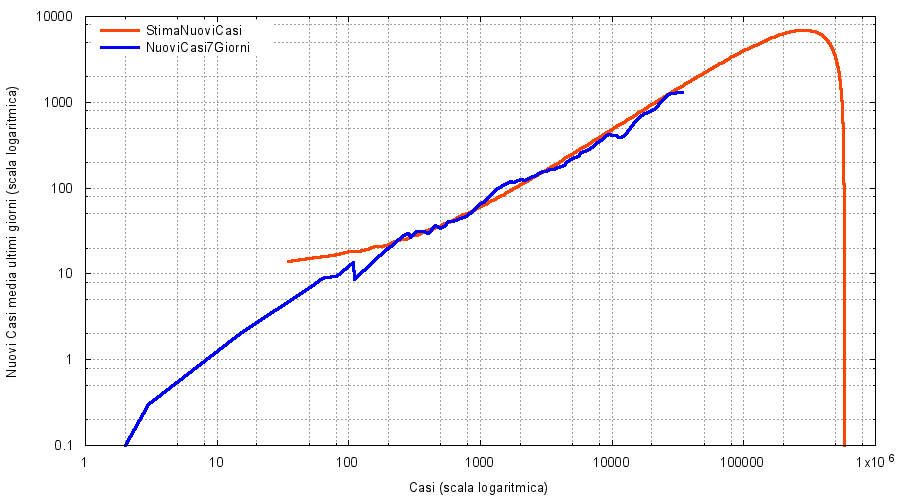 StimaNuoviCasi
NuoviCasi7Giorni
Nuovi Casi media ultimi giorni (scala logaritmica)
10000
1000
100
10
1
0.1
1 10 100 1000 10000 100000 1x10 6
Casi (scala logaritmica)